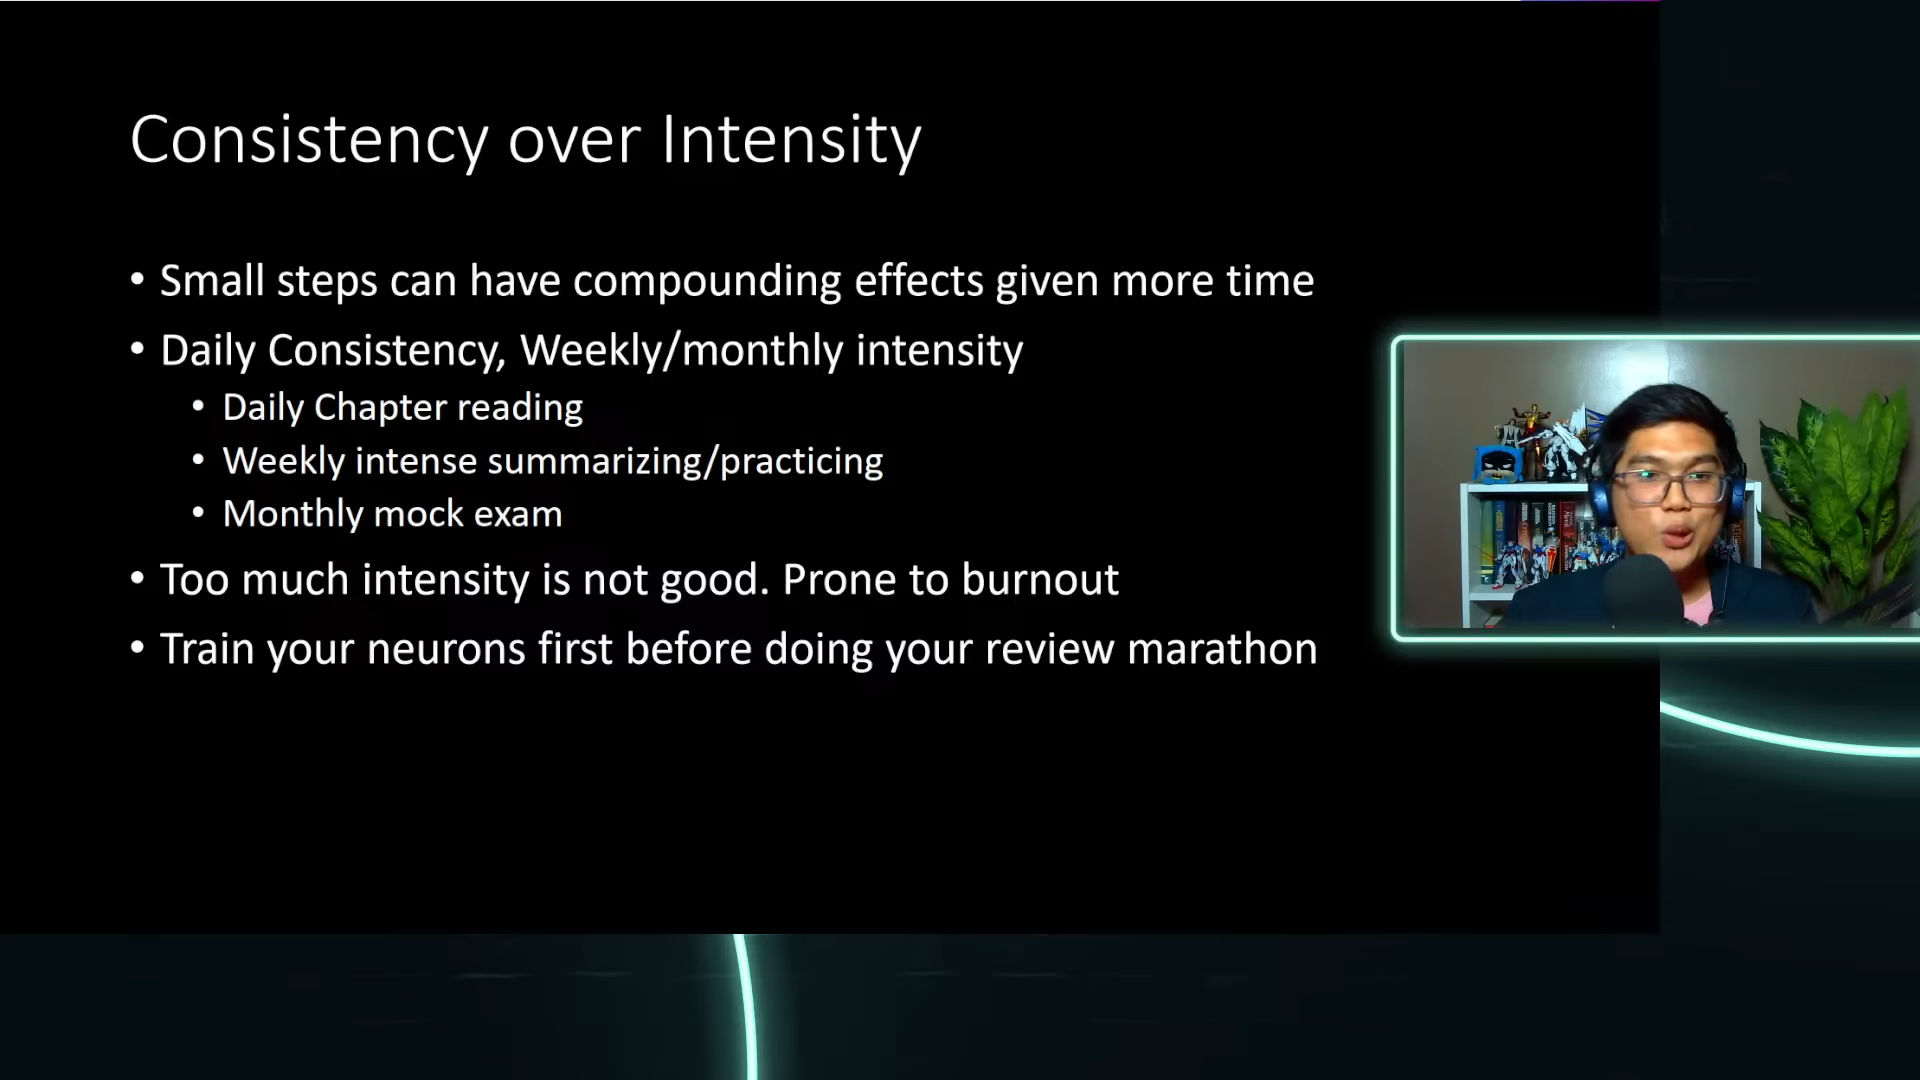 Consistency over Intensity
• Small steps can have compounding effects given more time
• Daily Consistency, Weekly/monthly intensity
• Daily Chapter reading
• Weekly intense summarizing/practicing
• Monthly mock exam
• Too much intensity is not good. Prone to burnout
• Train your neurons first before doing your review marathon